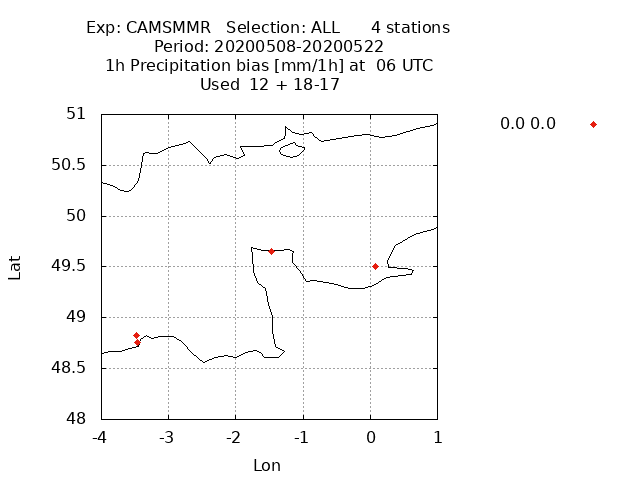 Exp: CAMSMMR Selection: ALL 4 stations
Period: 20200508-20200522
1h Precipitation bias [mm/1h] at 06 UTC
Used 12 + 18-17
0.0 0.0
51
50.5
50
49.5
49
48.5
48
Lat
-4 -3 -2 -1 0 1
Lon